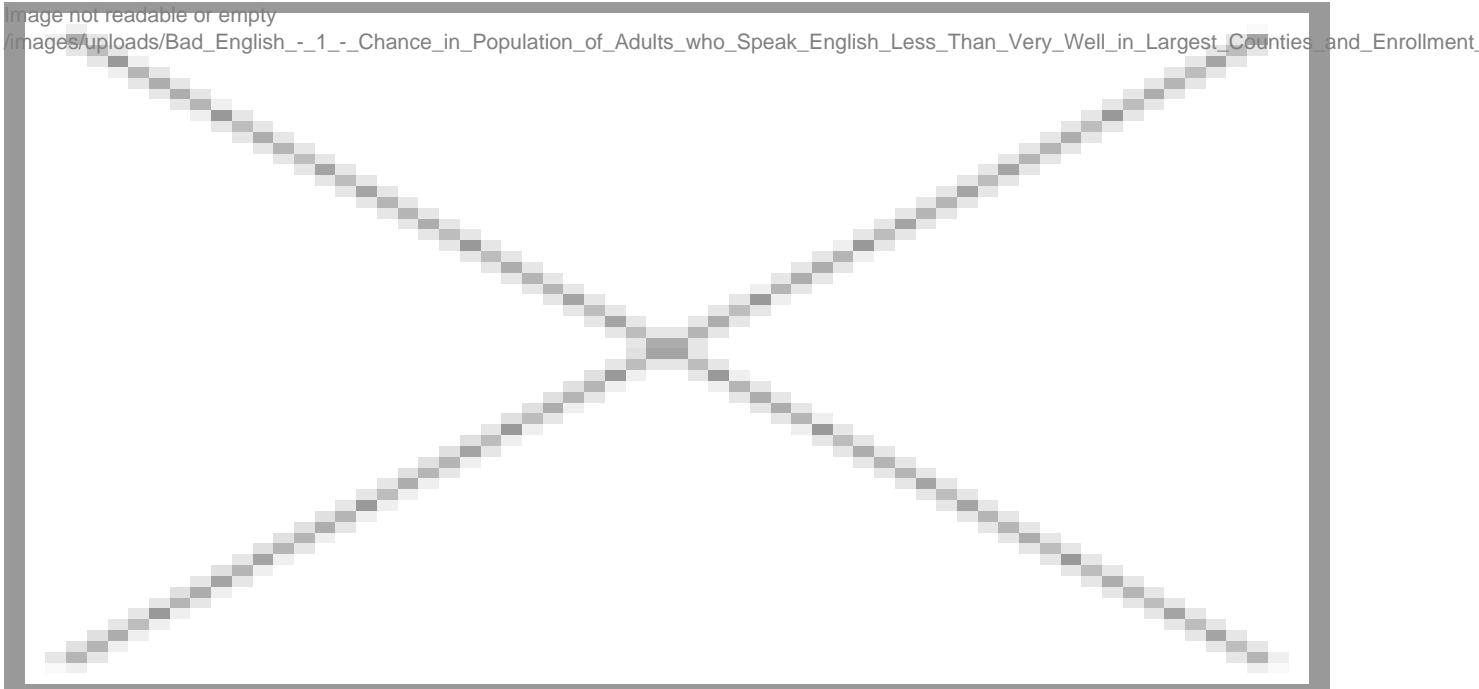 Image not readable or empty
/images/uploads/Bad_English_-_1_-_Chance_in_Population_of_Adults_who_Speak_English_Less_Than_Very_Well_in_Largest_Counties_and_Enrollment_